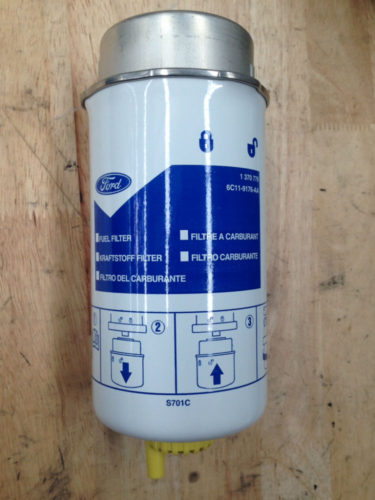 1 370 779
6C11-9176-AA
Ford
FUEL FILTER
FILTRE A CARBURANT
KRAFTSTOFF FILTER
FILTRO CARBURANTE
FILTRO DEL CARBURANTE
2
3
S701C